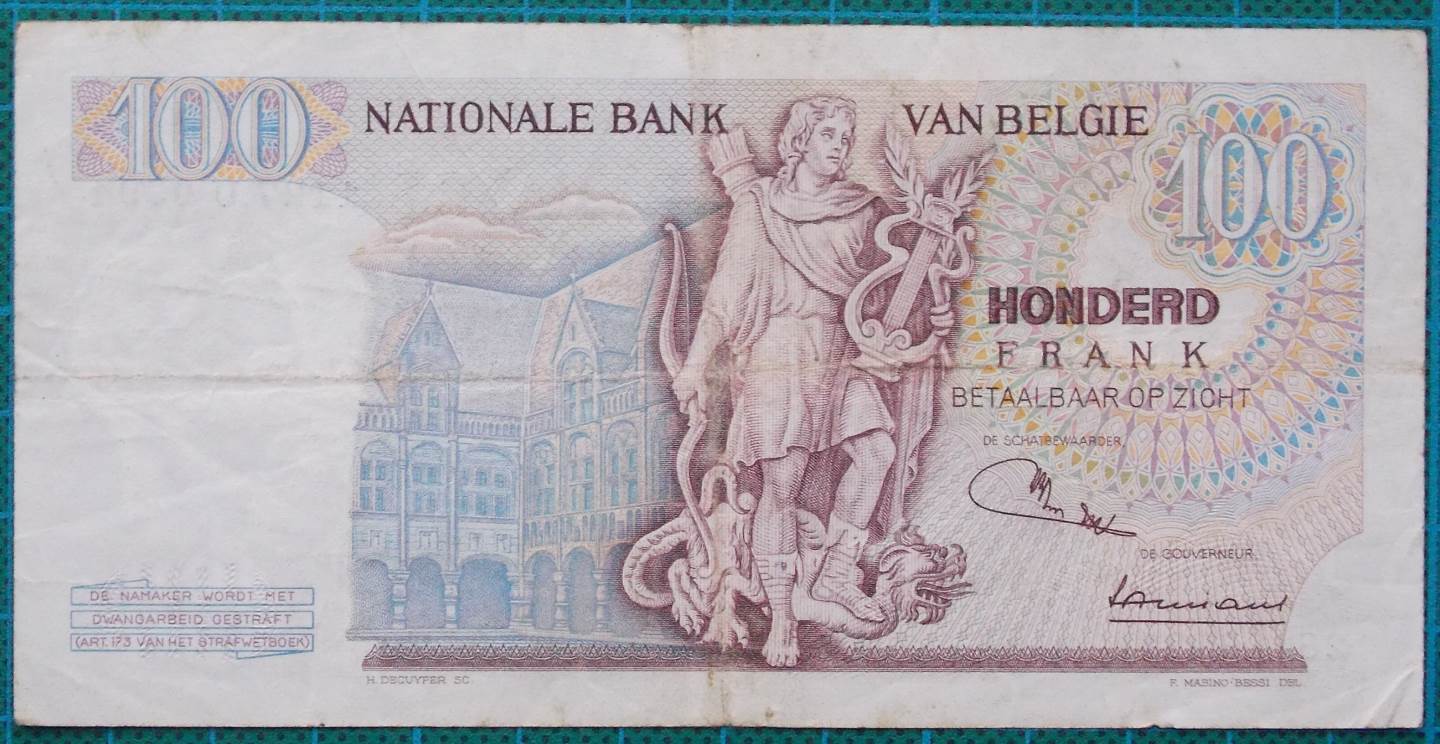 100 NATIONALE BANK VAN BELGIE 100
HONDERD
FRANK
BETAALBAAR OP ZICHT
DE SCHATBEWAARDER,
DE GOUVERNEUR,
DE NAMAKER WORDT MET
DWANGARBEID GESTRAFT
(ART. 173 VAN HET STRAFWETBOEK)
H. DECUYPER SC.
F. MASINO-BESSI DEL.